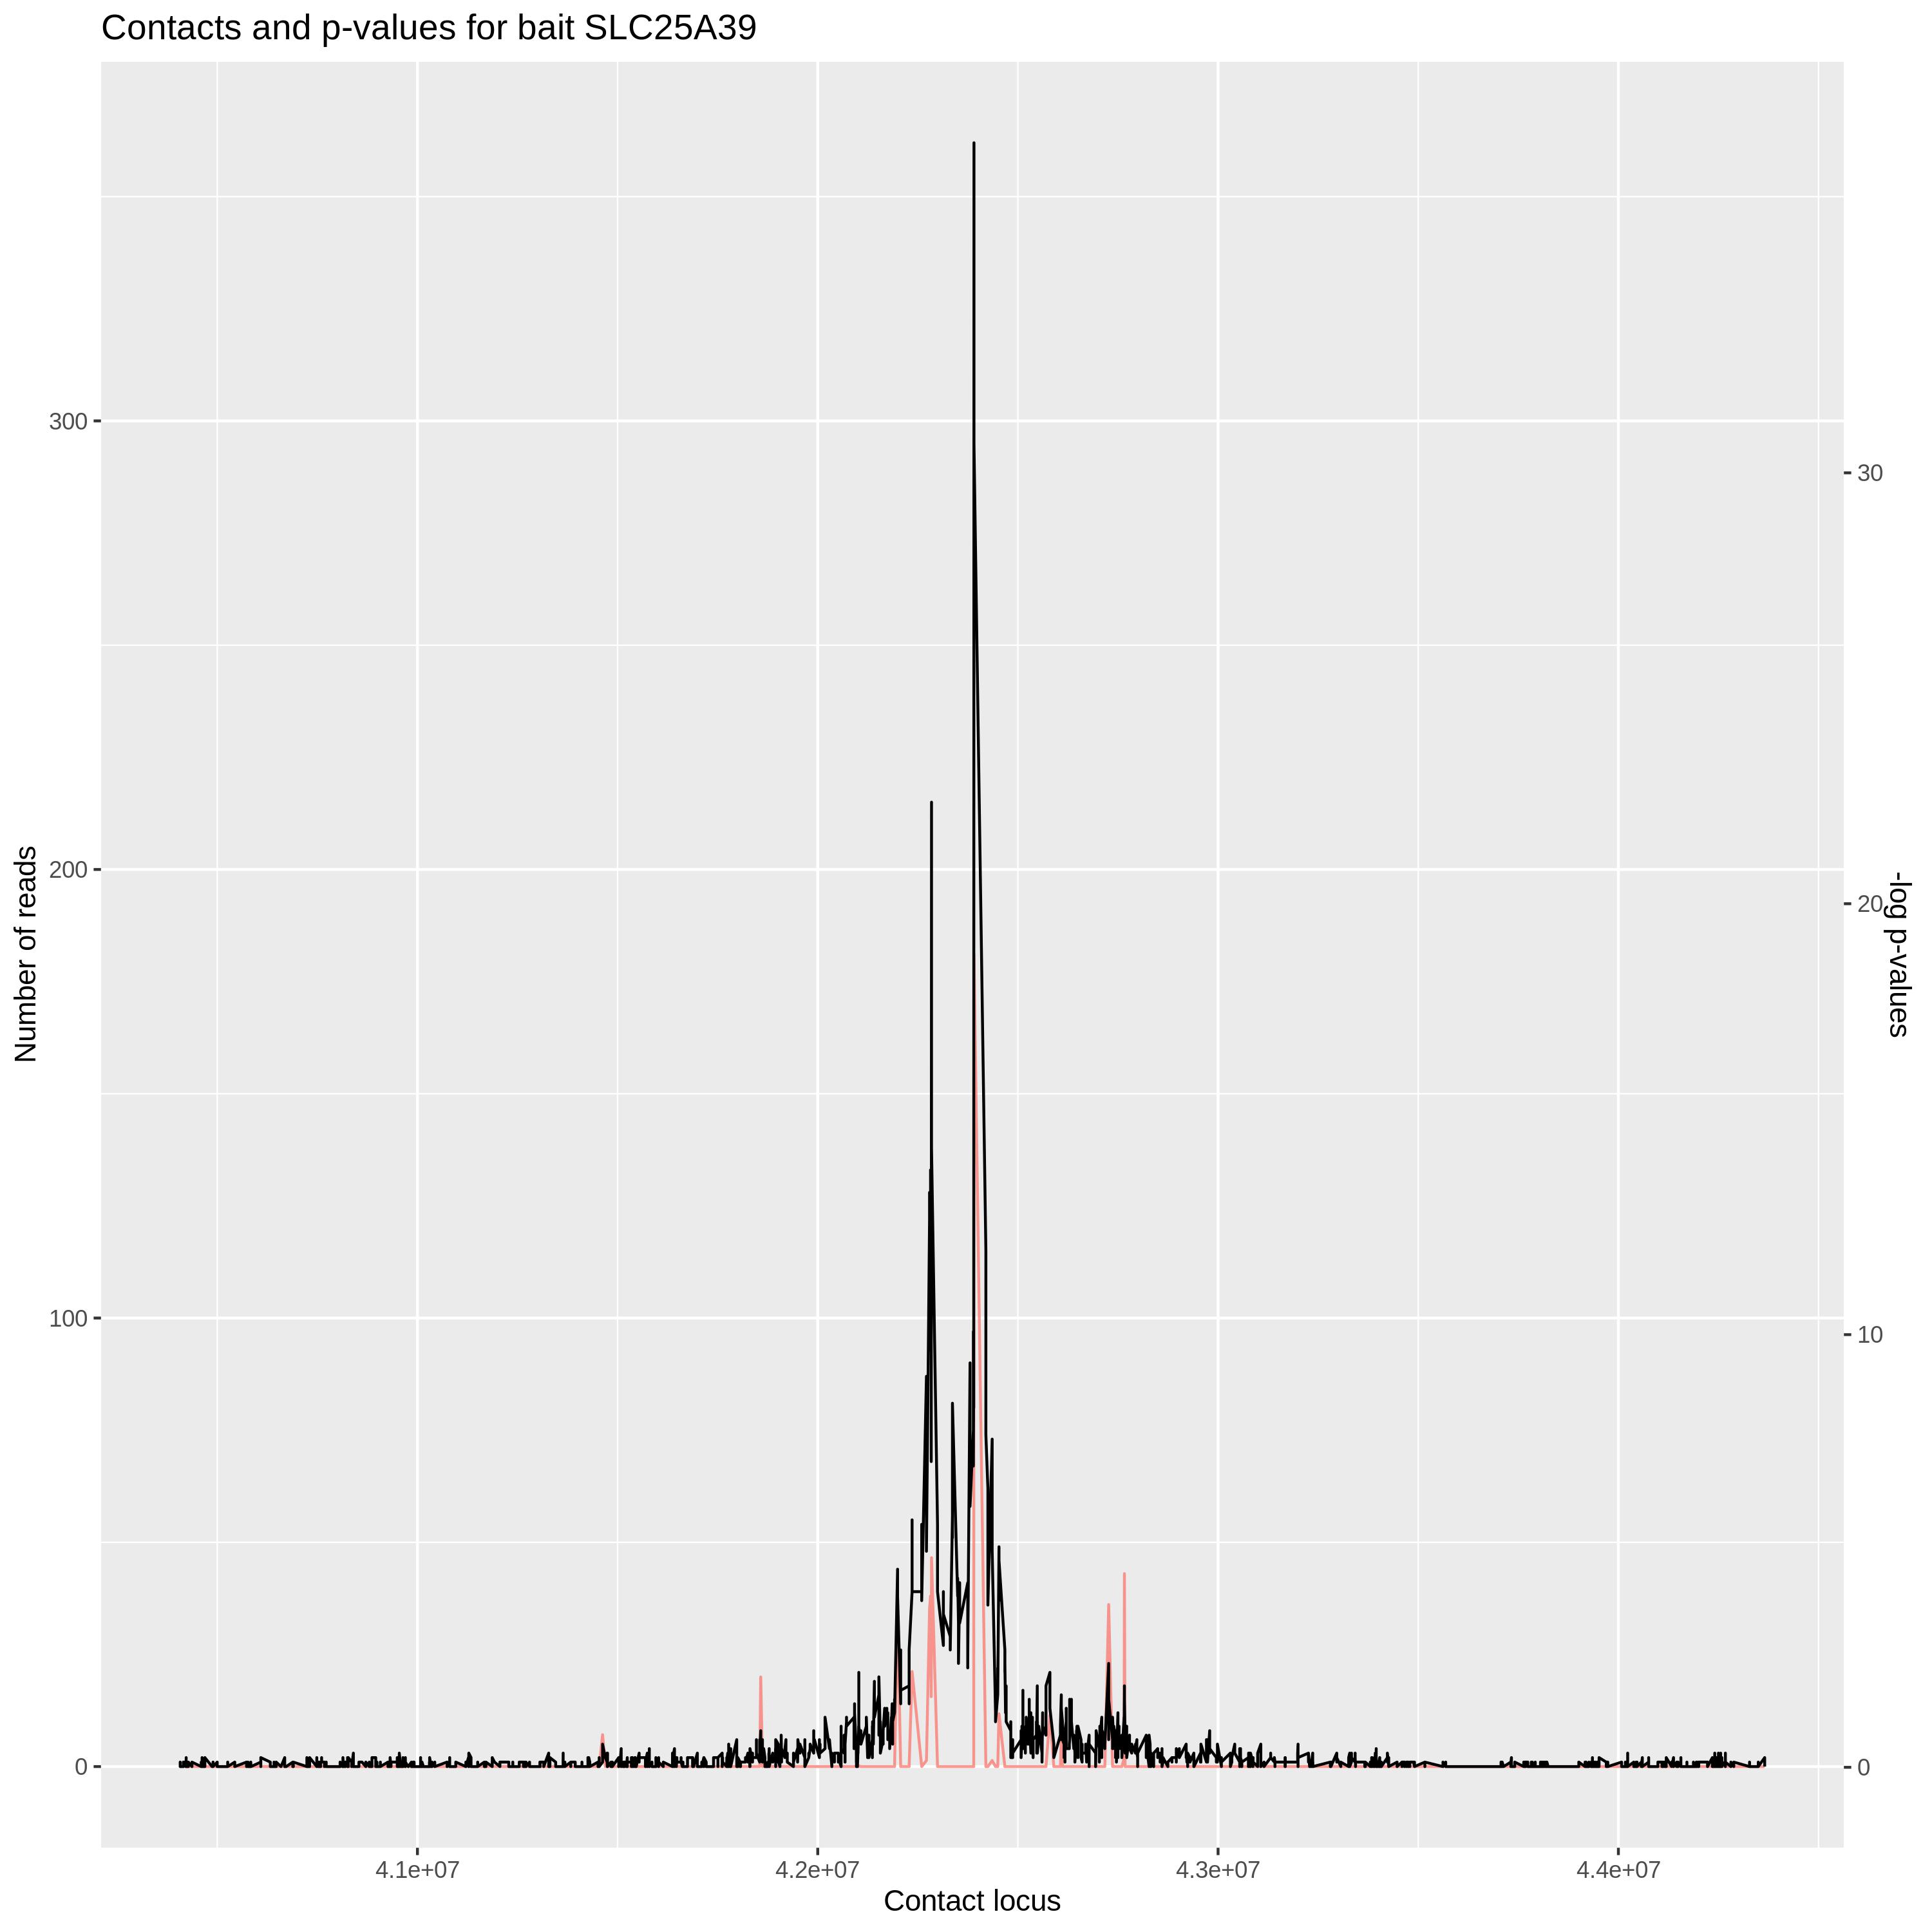 Contacts and p-values for bait SLC25A39
Number of reads
300
200
100
0
30
20
10
0
-log p-values
4.1e+07
4.2e+07
4.3e+07
4.4e+07
Contact locus